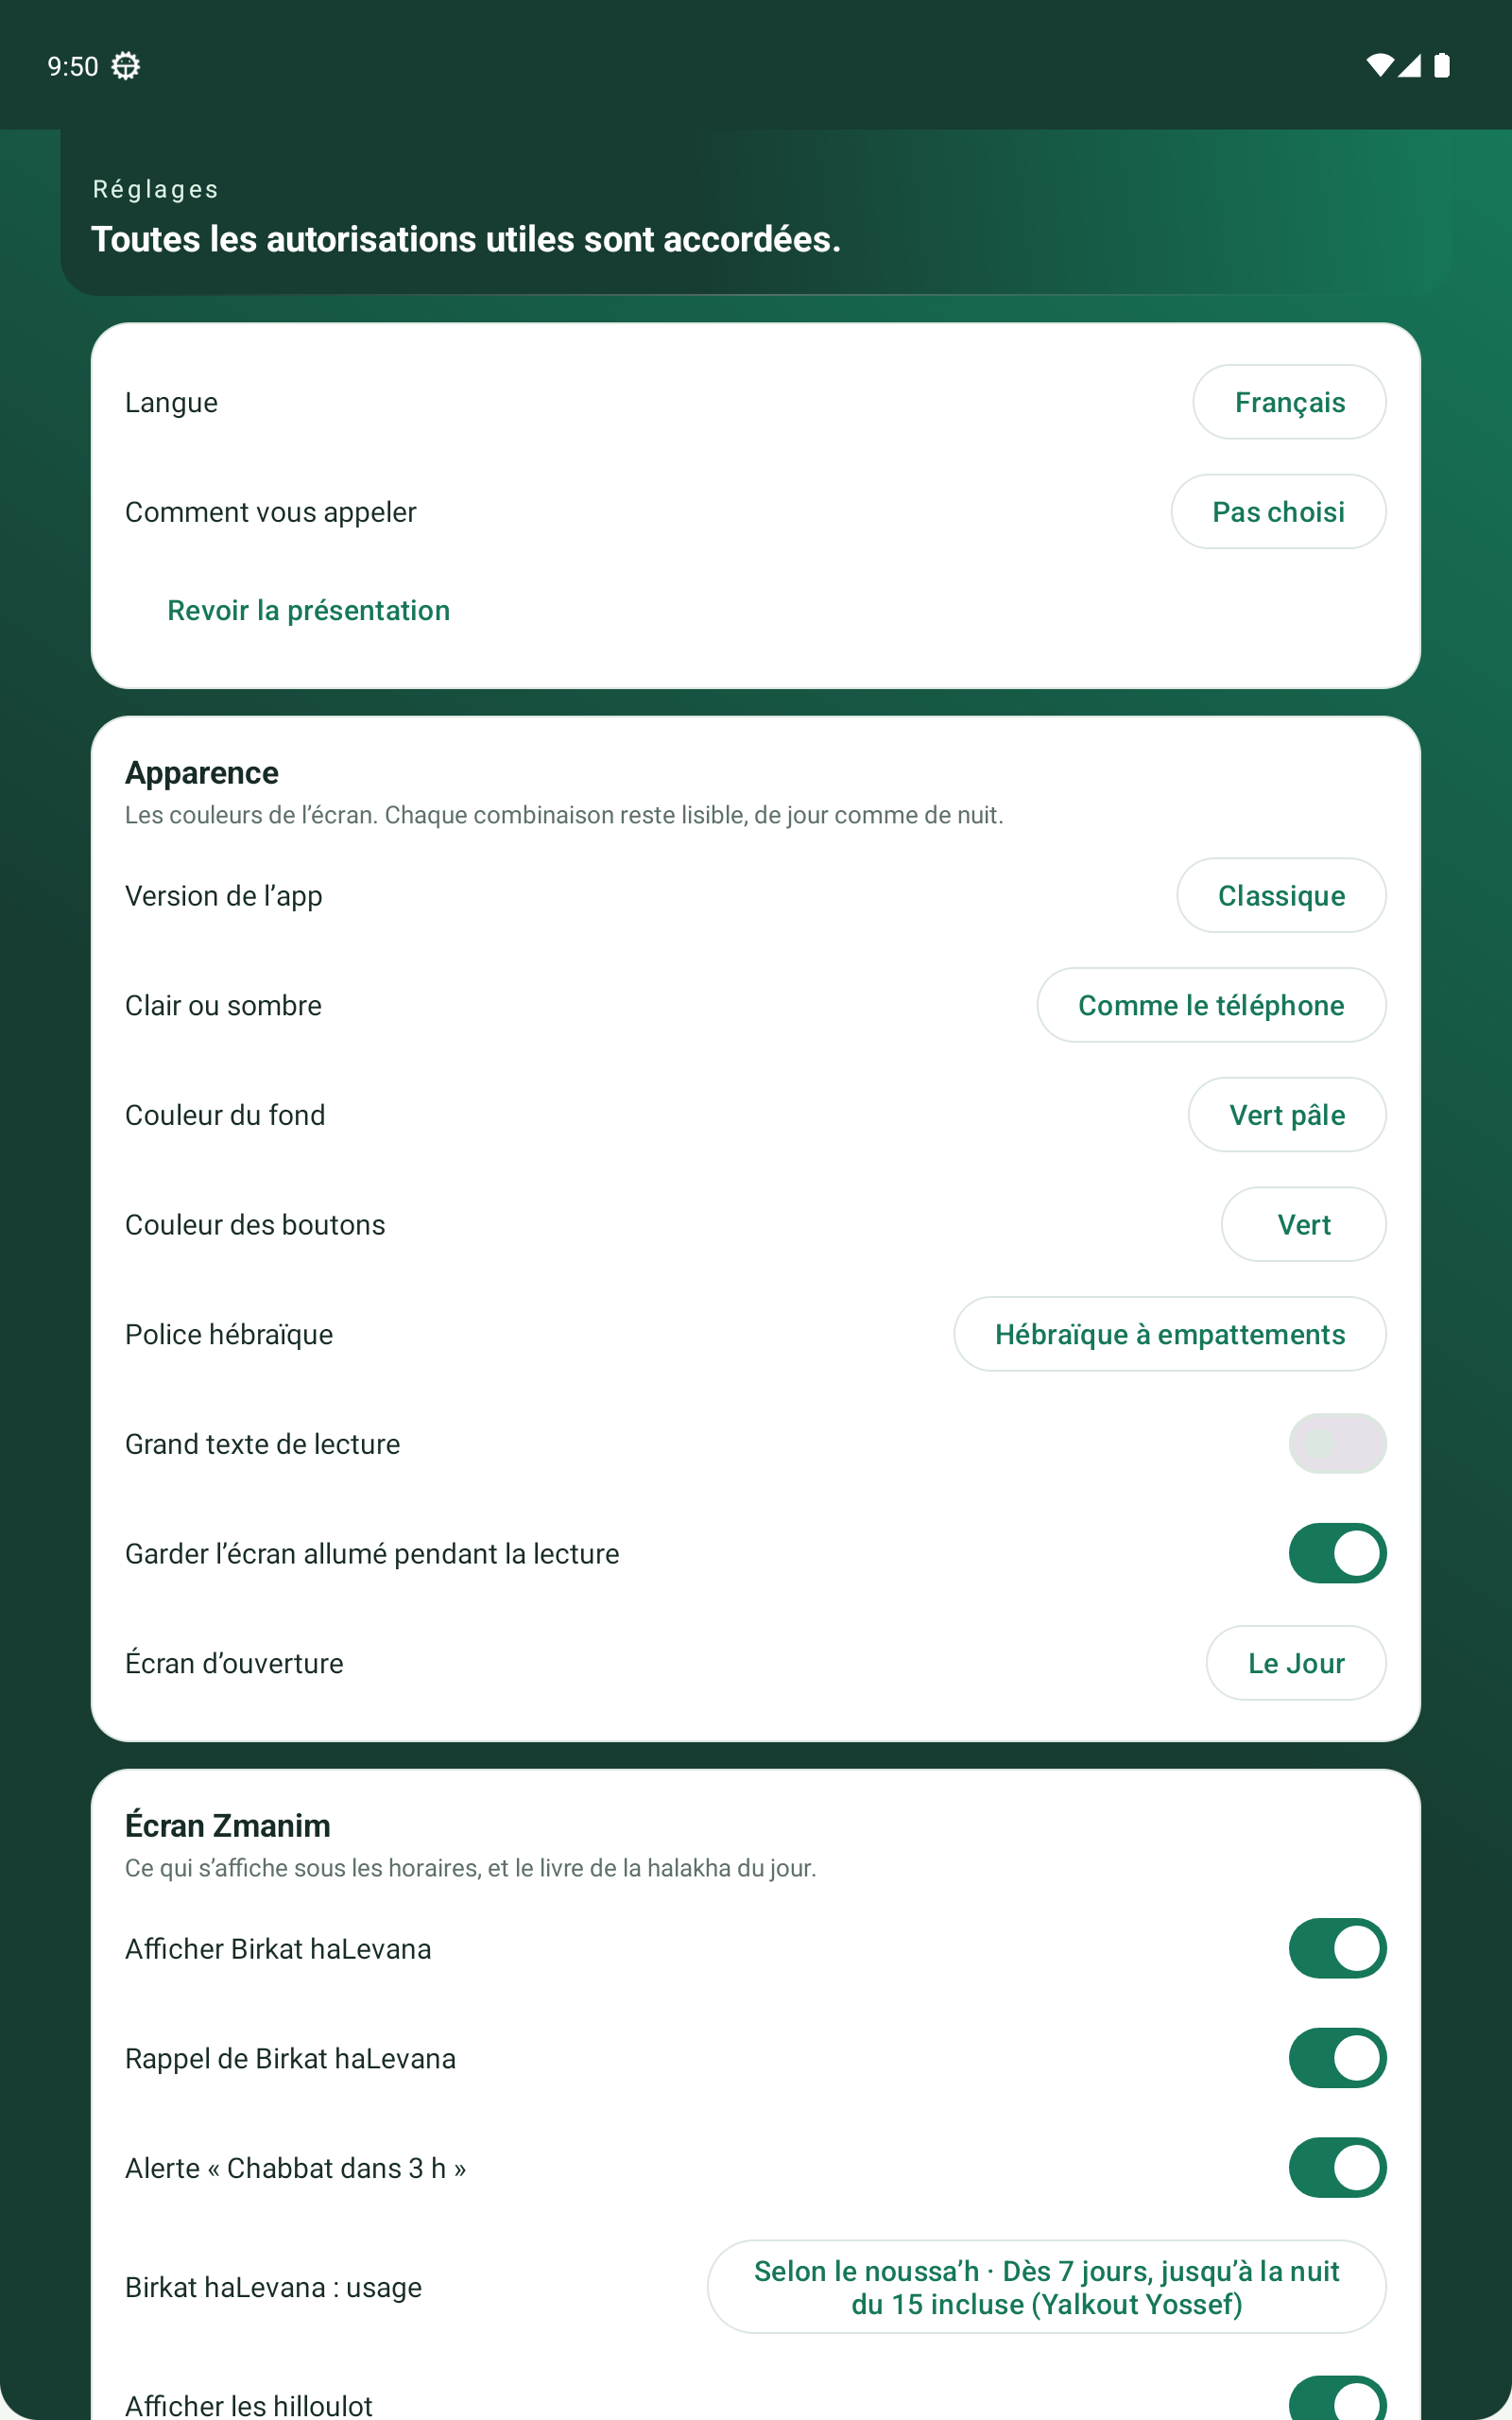 9:50
Réglages
Toutes les autorisations utiles sont accordées.
Langue
Français
Comment vous appeler
Pas choisi
Revoir la présentation
Apparence
Les couleurs de l’écran. Chaque combinaison reste lisible, de jour comme de nuit.
Version de l’app
Classique
Clair ou sombre
Comme le téléphone
Couleur du fond
Vert pâle
Couleur des boutons
Vert
Police hébraïque
Hébraïque à empattements
Grand texte de lecture
Garder l’écran allumé pendant la lecture
Écran d’ouverture
Le Jour
Écran Zmanim
Ce qui s’affiche sous les horaires, et le livre de la halakha du jour.
Afficher Birkat haLevana
Rappel de Birkat haLevana
Alerte « Chabbat dans 3 h »
Birkat haLevana : usage
Selon le noussa’h · Dès 7 jours, jusqu’à la nuit
du 15 incluse (Yalkout Yossef)
Afficher les hilloulot